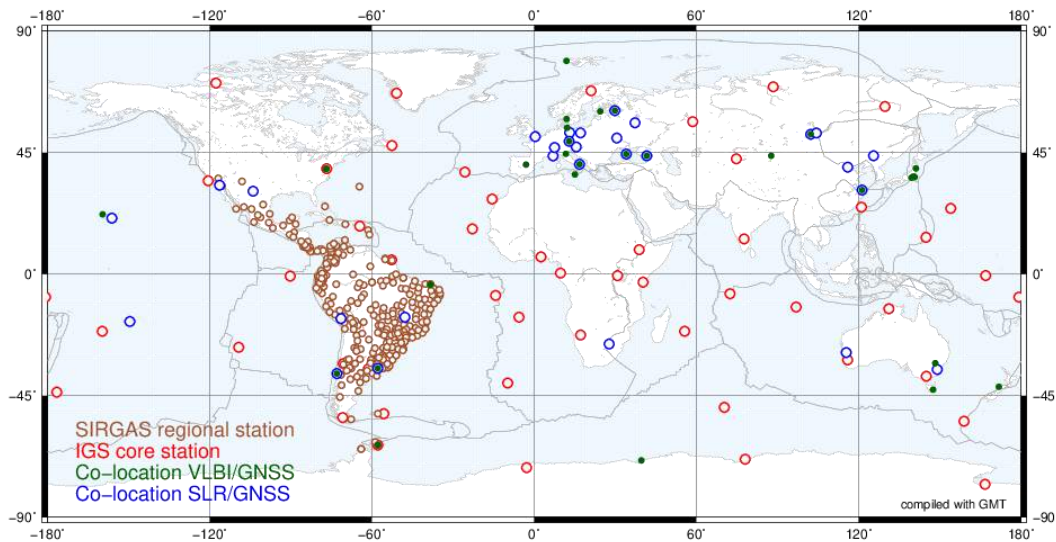 −180˚ −120˚ −60˚ 0˚ 60˚ 120˚ 180˚
90˚ 90˚
45˚ 45˚
0˚ 0˚
−45˚ −45˚
SIRGAS regional station
IGS core station
Co−location VLBI/GNSS
Co−location SLR/GNSS
compiled with GMT
−90˚ −90˚
−180˚ −120˚ −60˚ 0˚ 60˚ 120˚ 180˚